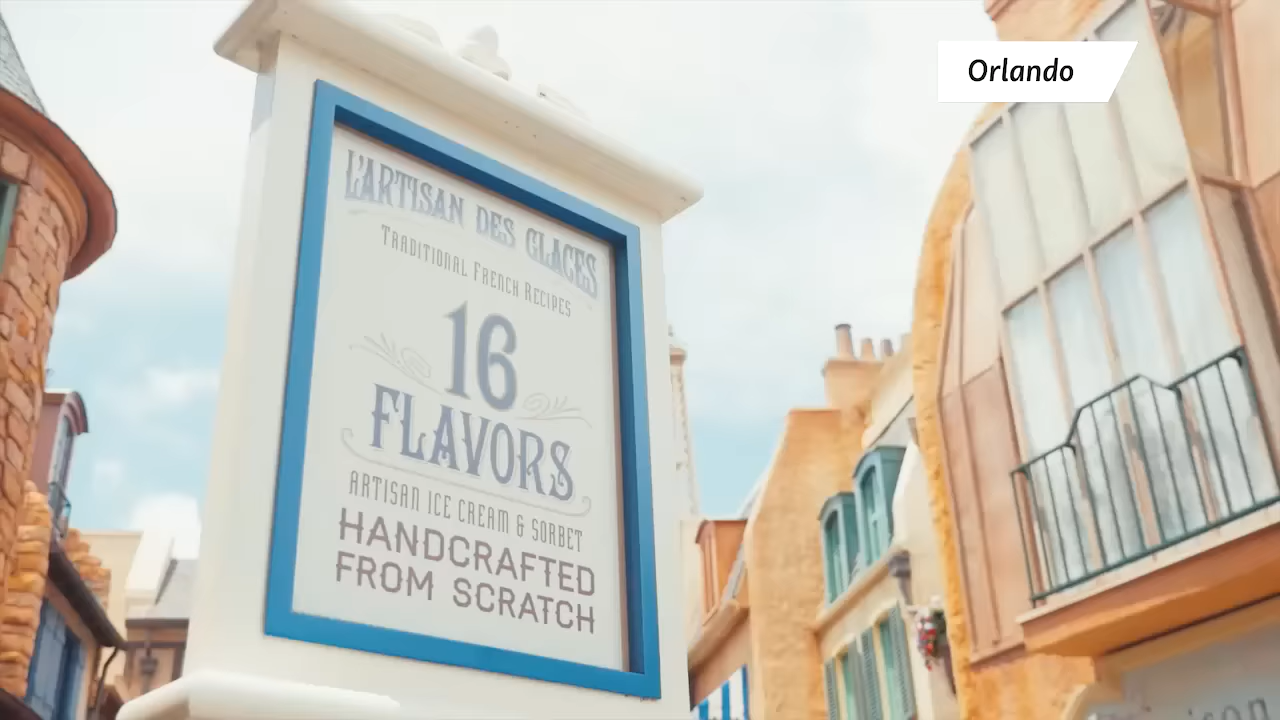 Orlando
L'ARTISAN DES GLACES
TRADITIONAL FRENCH RECIPES
16
FLAVORS
ARTISAN ICE CREAM & SORBET
HANDCRAFTED
FROM SCRATCH